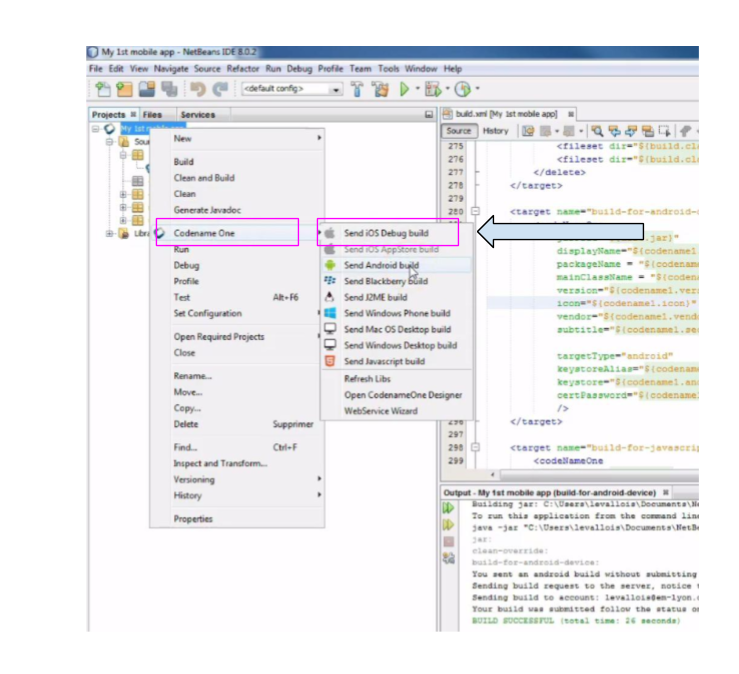 My 1st mobile app - NetBeans IDE 8.0.2
File Edit View Navigate Source Refactor Run Debug Profile Team Tools Window Help
<default config>
Projects Files Services
build.xml [My 1st mobile app]
Source History
My 1st
Sou
Libra
New
Build
Clean and Build
Clean
Generate Javadoc
Codename One
Run
Debug
Profile
Test Alt+F6
Set Configuration
Open Required Projects
Close
Rename...
Move...
Copy...
Delete Supprimer
Find... Ctrl+F
Inspect and Transform...
Versioning
History
Properties
Send iOS Debug build
Send iOS AppStore build
Send Android build
Send Blackberry build
Send J2ME build
Send Windows Phone build
Send Mac OS Desktop build
Send Windows Desktop build
Send Javascript build
Refresh Libs
Open CodenameOne Designer
WebService Wizard
275 <fileset dir="${build.cla
276 <fileset dir="${build.cla
277 </delete>
278 </target>
279
280 <target name="build-for-android-
.jar}"
displayName="${codename1
packageName = "${codenam
mainClassName = "${coden
version="${codename1.ver
icon="${codename1.icon}"
vendor="${codename1.vend
subtitle="${codename1.se
targetType="android"
keystoreAlias="${codenam
keystore="${codename1.an
certPassword="${codename
/>
296 </target>
297
298 <target name="build-for-javascrip
299 <codeNameOne
Output - My 1st mobile app (build-for-android-device)
Building jar: C:\Users\levallois\Documents\Ne
To run this application from the command line
java -jar "C:\Users\levallois\Documents\NetBe
jar:
clean-override:
build-for-android-device:
You sent an android build without submitting
Sending build request to the server, notice t
Sending build to account: levallois@em-lyon.
Your build was submitted follow the status on
BUILD SUCCESSFUL (total time: 26 seconds)